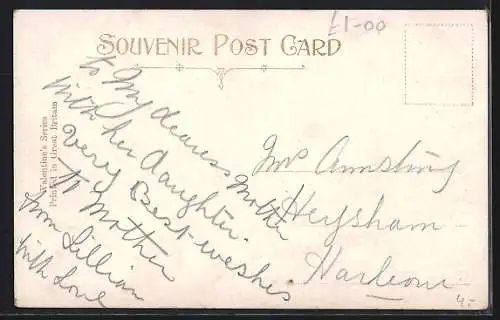 £1-00
SOUVENIR POST CARD
Valentine's Series
Printed in Great Britain
to My dearest Mother
with her daughter
very Best wishes
to Mother
from Lillian
with Love
Mrs Armsting
Heysham
4.-